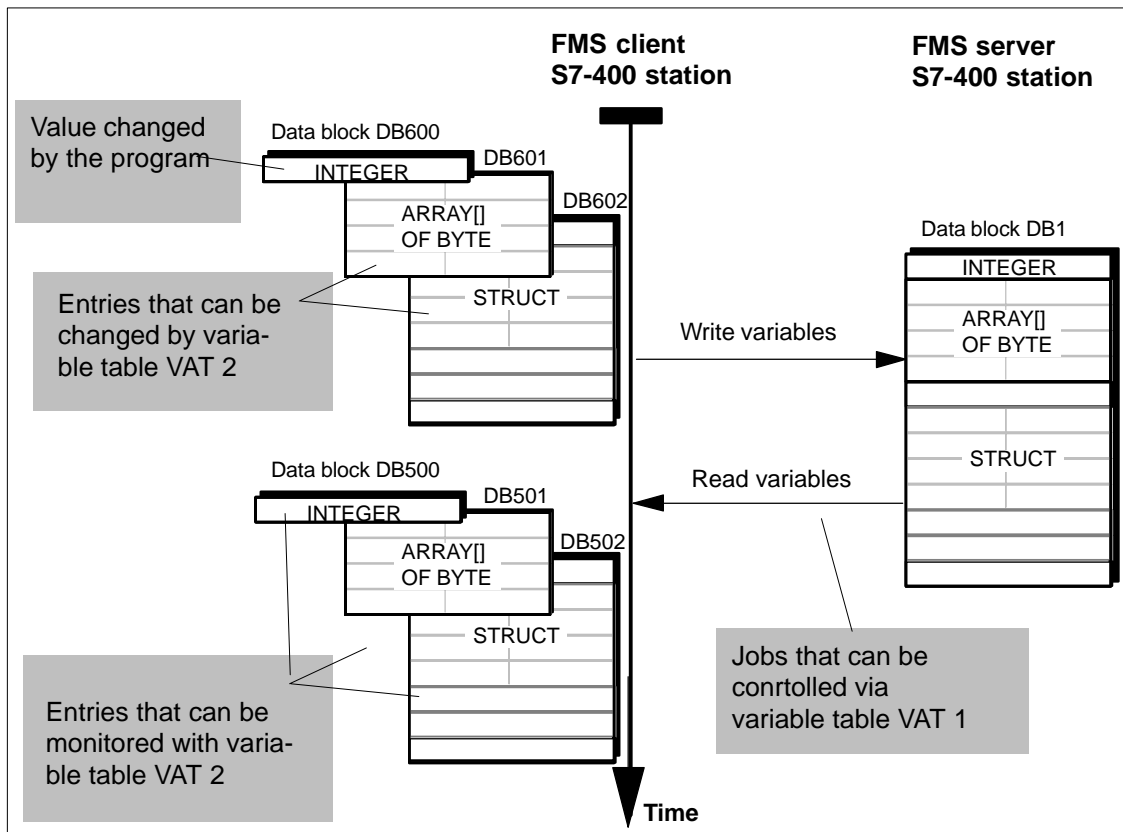 FMS client
S7-400 station
FMS server
S7-400 station
Value changed
by the program
Data block DB600
INTEGER
DB601
ARRAY[]
OF BYTE
DB602
STRUCT
Entries that can be
changed by varia-
ble table VAT 2
Write variables
Data block DB1
INTEGER
ARRAY[]
OF BYTE
STRUCT
Read variables
Data block DB500
INTEGER
DB501
ARRAY[]
OF BYTE
DB502
STRUCT
Entries that can be
monitored with varia-
ble table VAT 2
Jobs that can be
conrtolled via
variable table VAT 1
Time